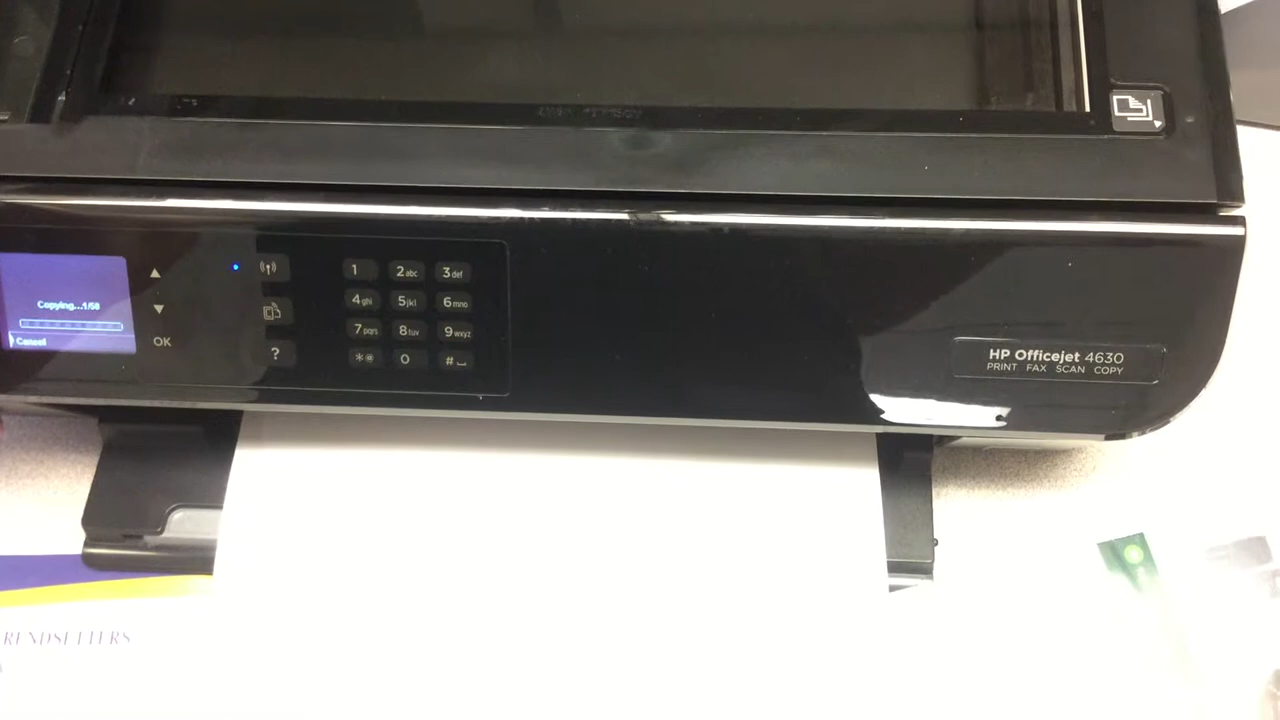 Copying...1/50
Cancel
OK
?
1 2abc 3def
4ghi 5jkl 6mno
7pqrs 8tuv 9wxyz
0 #
HP Officejet 4630
PRINT FAX SCAN COPY
RENDSETTERS